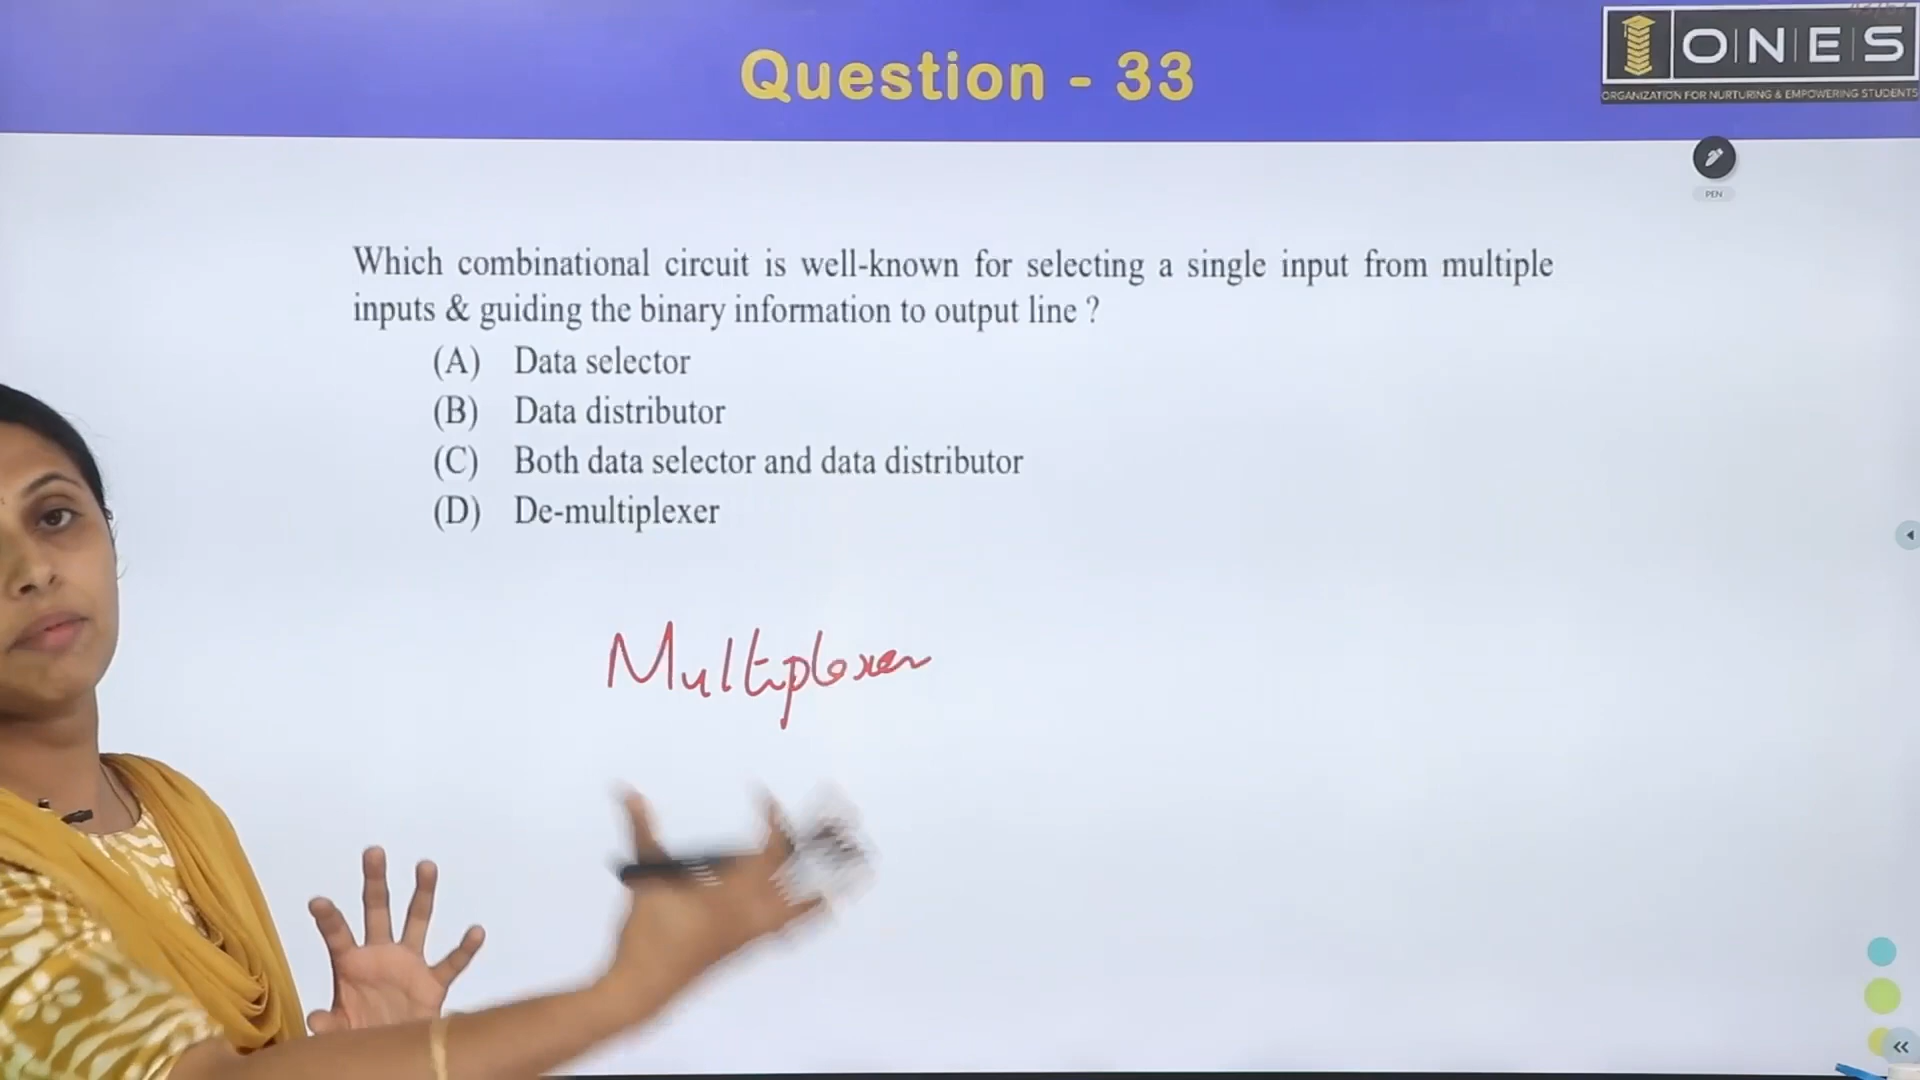 Question - 33
O|N|E|S
ORGANIZATION FOR NURTURING & EMPOWERING STUDENTS
PEN
Which combinational circuit is well-known for selecting a single input from multiple
inputs & guiding the binary information to output line ?
(A) Data selector
(B) Data distributor
(C) Both data selector and data distributor
(D) De-multiplexer
Multiplexer